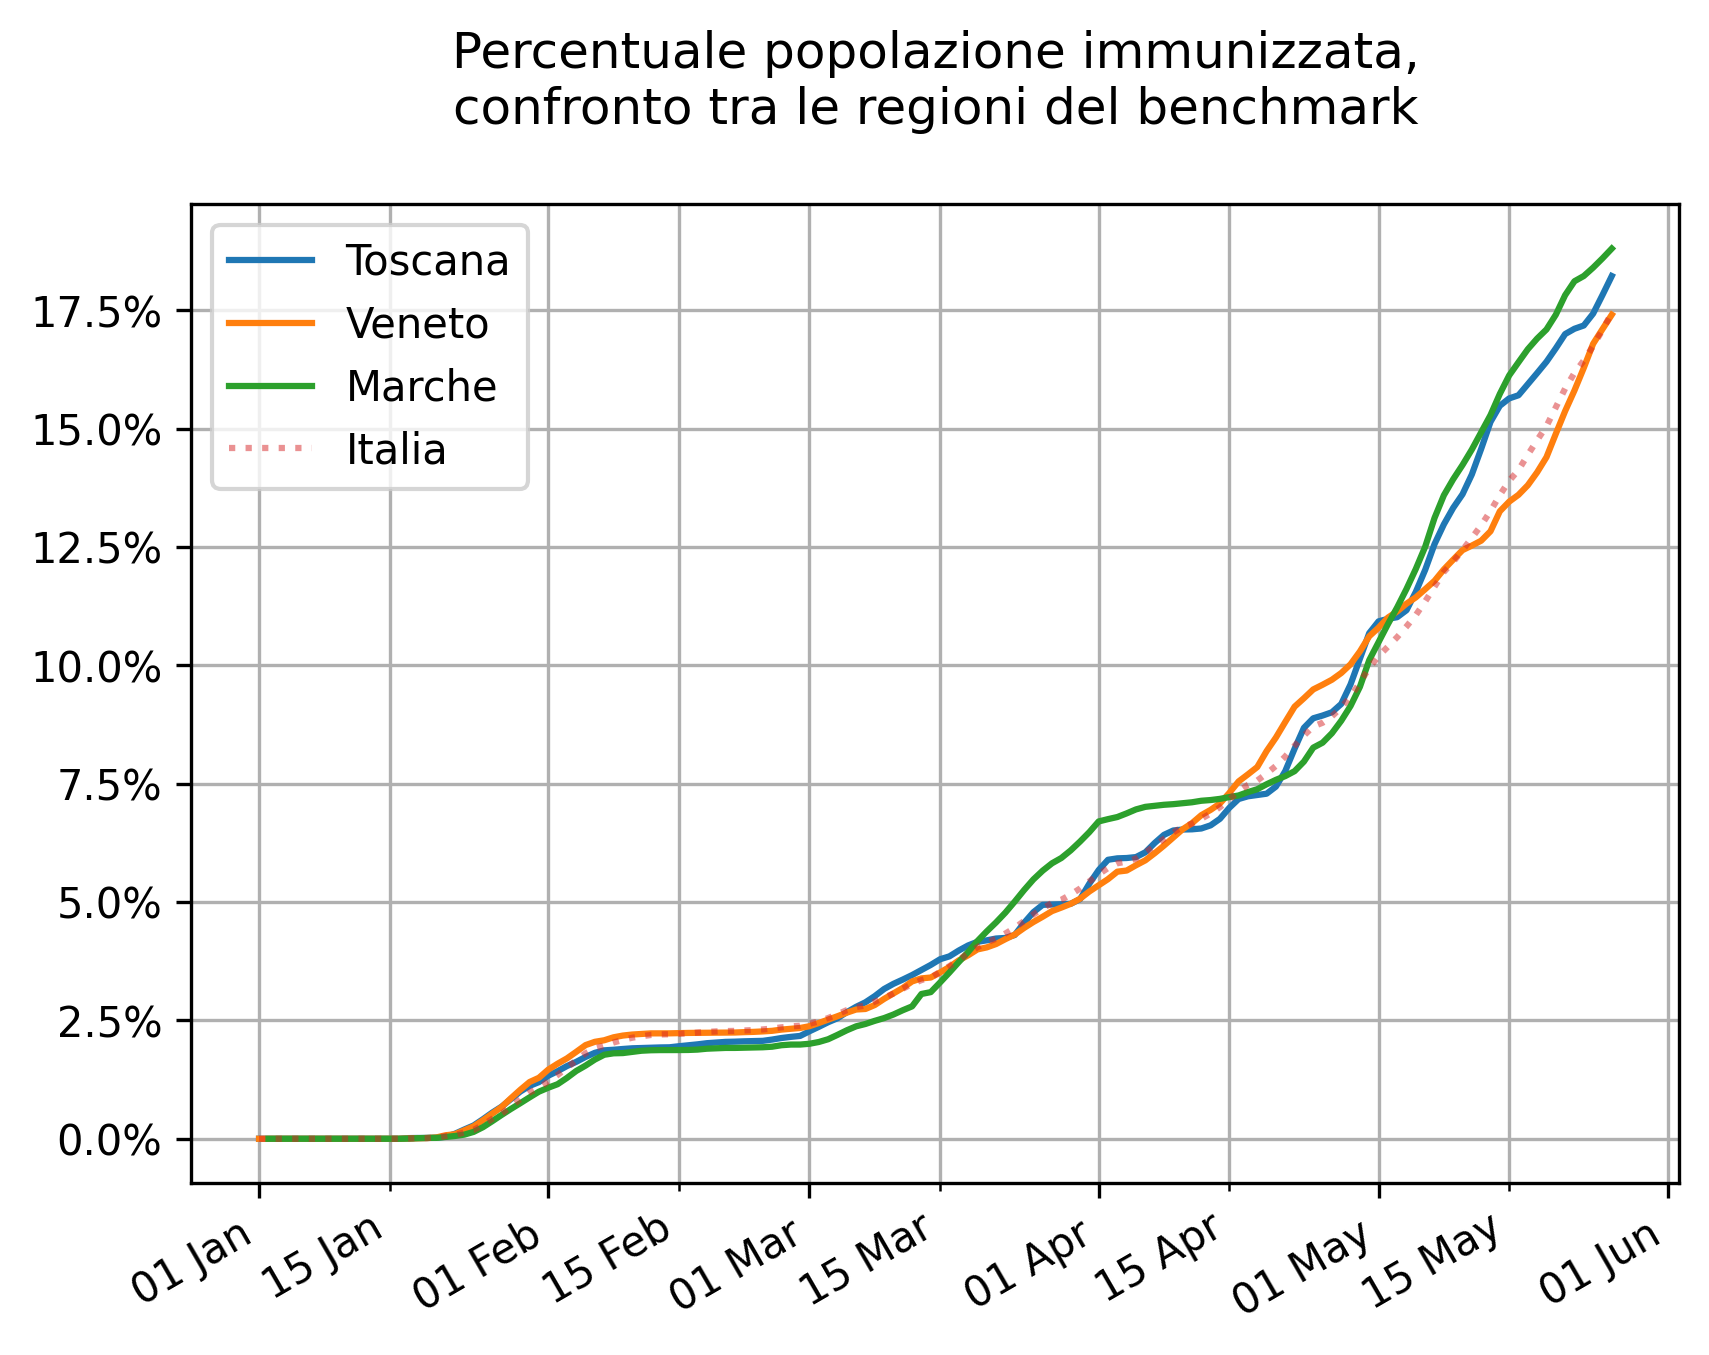 Percentuale popolazione immunizzata,
confronto tra le regioni del benchmark
Toscana
Veneto
Marche
Italia
17.5%
15.0%
12.5%
10.0%
7.5%
5.0%
2.5%
0.0%
01 Jan
15 Jan
01 Feb
15 Feb
01 Mar
15 Mar
01 Apr
15 Apr
01 May
15 May
01 Jun